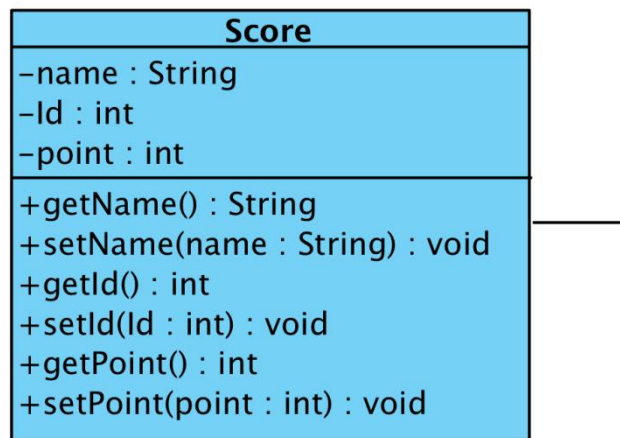 Score
-name : String
-Id : int
-point : int
+getName() : String
+setName(name : String) : void
+getId() : int
+setId(Id : int) : void
+getPoint() : int
+setPoint(point : int) : void